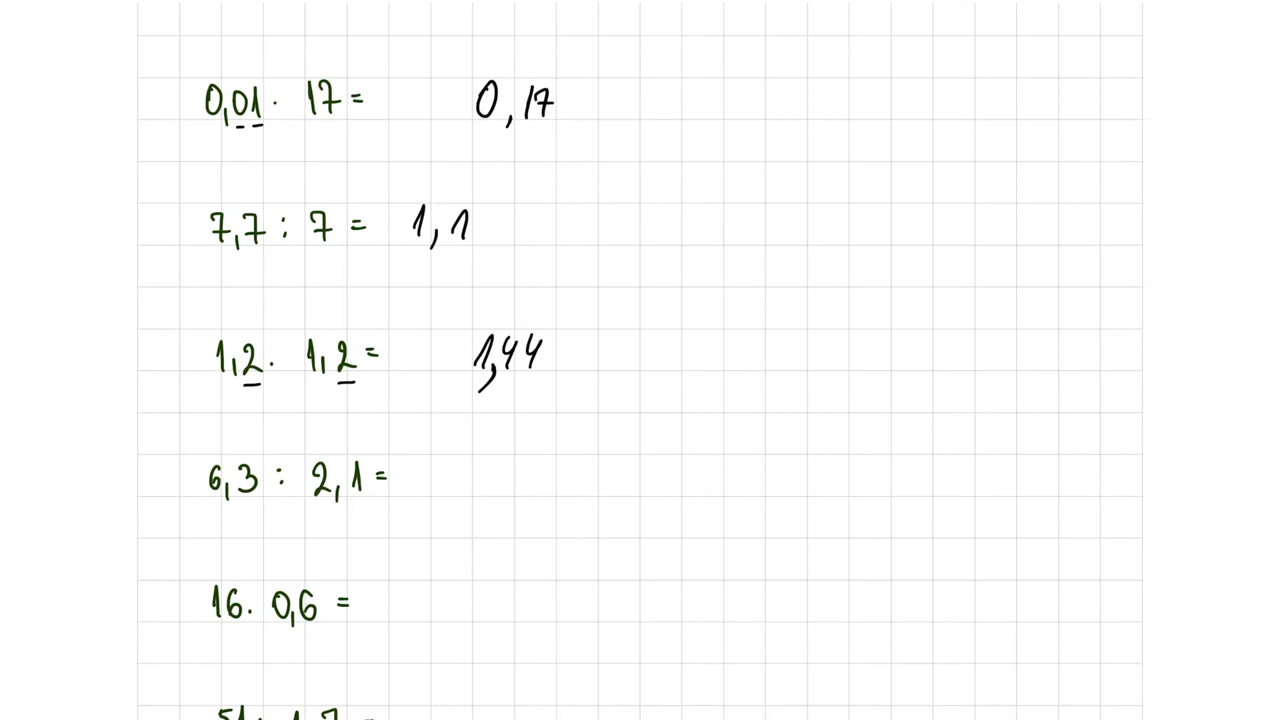 0,01 · 17 = 0,17
7,7 : 7 = 1,1
1,2 · 1,2 = 1,44
6,3 : 2,1 =
16 · 0,6 =